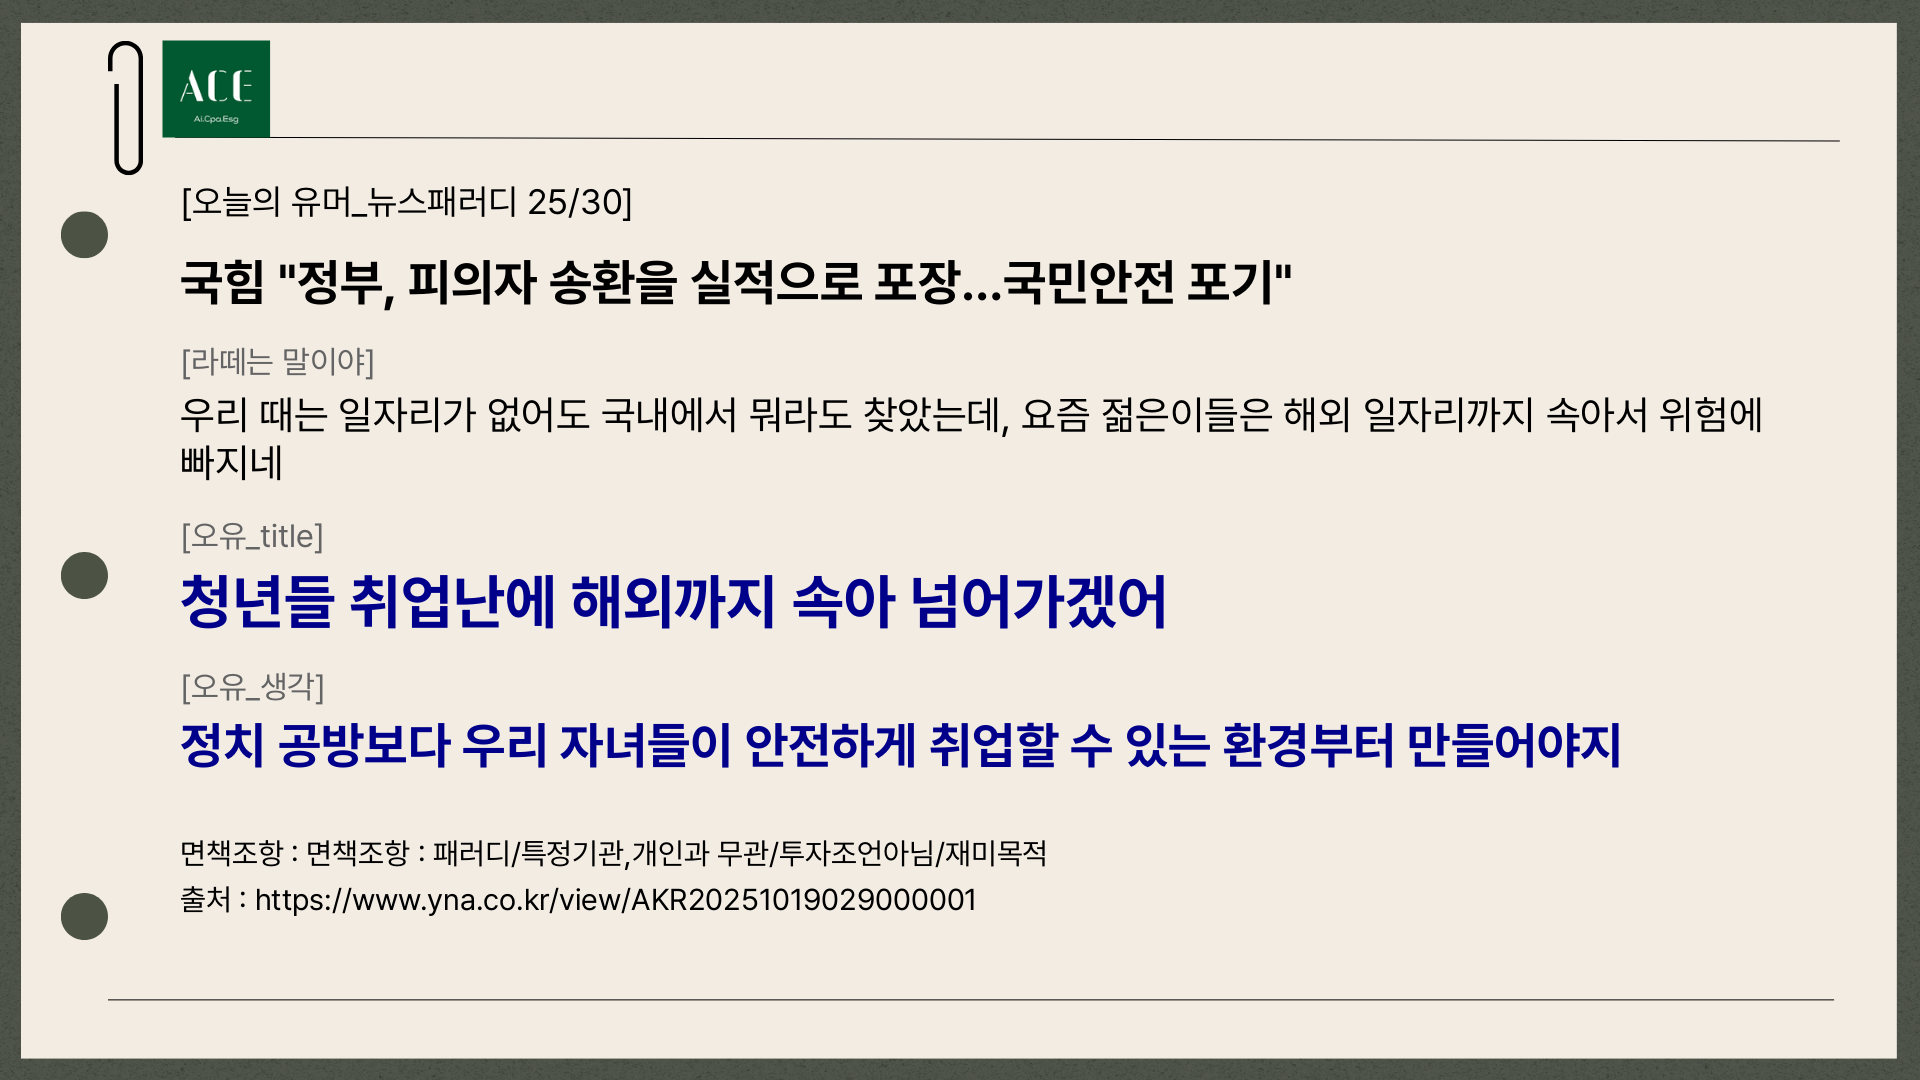 ACE
Ai.Cpa.Esg
[오늘의 유머_뉴스패러디 25/30]
국힘 "정부, 피의자 송환을 실적으로 포장…국민안전 포기"
[라떼는 말이야]
우리 때는 일자리가 없어도 국내에서 뭐라도 찾았는데, 요즘 젊은이들은 해외 일자리까지 속아서 위험에
빠지네
[오유_title]
청년들 취업난에 해외까지 속아 넘어가겠어
[오유_생각]
정치 공방보다 우리 자녀들이 안전하게 취업할 수 있는 환경부터 만들어야지
면책조항 : 면책조항 : 패러디/특정기관,개인과 무관/투자조언아님/재미목적
출처 : https://www.yna.co.kr/view/AKR20251019029000001